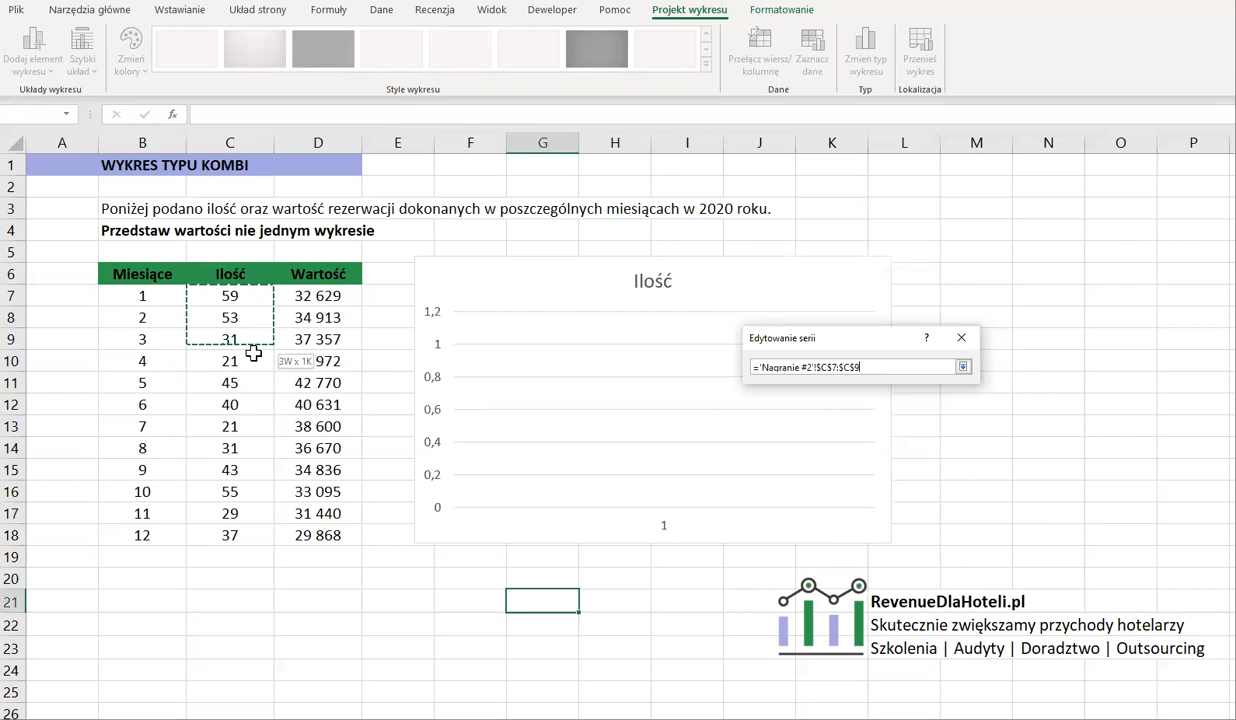 Plik Narzędzia główne Wstawianie Układ strony Formuły Dane Recenzja Widok Deweloper Pomoc Projekt wykresu Formatowanie
Dodaj element wykresu
Szybki układ
Zmień kolory
Przełącz wiersz/ kolumnę
Zaznacz dane
Zmień typ wykresu
Przenieś wykres
Układy wykresu Style wykresu Dane Typ Lokalizacja
fx
A B C D E F G H I J K L M N O P
1 WYKRES TYPU KOMBI
2
3 Poniżej podano ilość oraz wartość rezerwacji dokonanych w poszczególnych miesiącach w 2020 roku.
4 Przedstaw wartości nie jednym wykresie
5
6 Miesiące Ilość Wartość
7 1 59 32 629
8 2 53 34 913
9 3 31 37 357
10 4 21 3W x 1K 972
11 5 45 42 770
12 6 40 40 631
13 7 21 38 600
14 8 31 36 670
15 9 43 34 836
16 10 55 33 095
17 11 29 31 440
18 12 37 29 868
19
20
21
22
23
24
25
26
Ilość
1,2
1
0,8
0,6
0,4
0,2
0
1
Edytowanie serii ?
='Nagranie #2'!$C$7:$C$9
RevenueDlaHoteli.pl
Skutecznie zwiększamy przychody hotelarzy
Szkolenia | Audyty | Doradztwo | Outsourcing